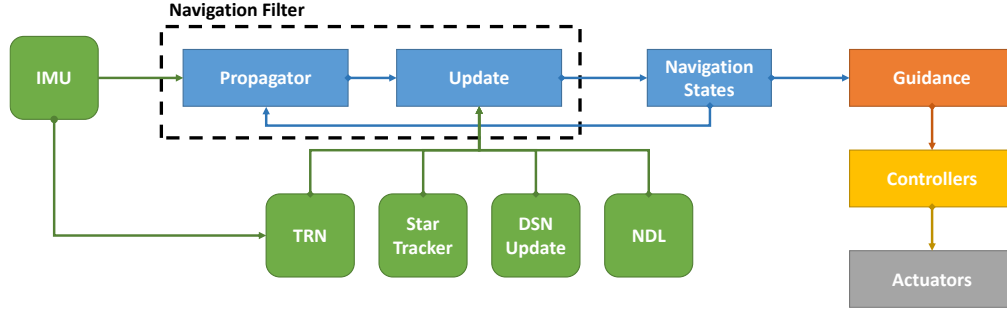 Navigation Filter
IMU
Propagator
Update
Navigation
States
Guidance
Controllers
TRN
Star
Tracker
DSN
Update
NDL
Actuators